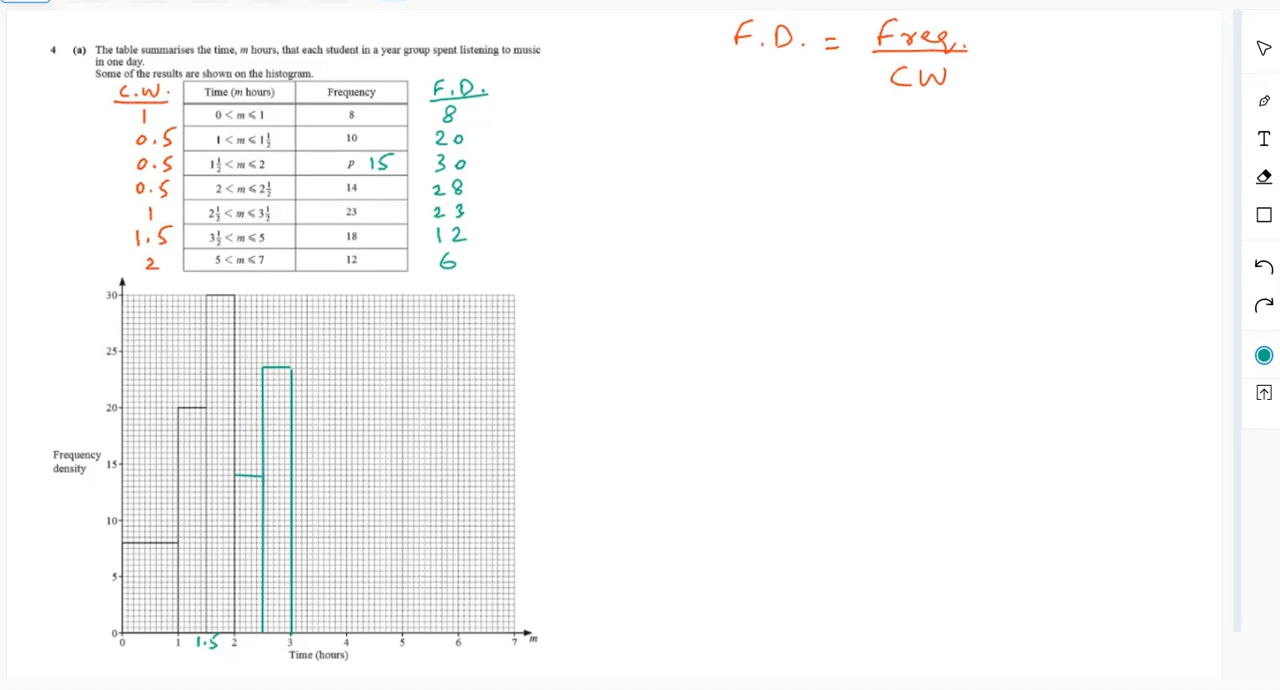 F.D. = Freq.
CW
4 (a) The table summarises the time, m hours, that each student in a year group spent listening to music
in one day.
Some of the results are shown on the histogram.
C.W. Time (m hours) Frequency F.D.
1 0 < m ⩽ 1 8 8
0.5 1 < m ⩽ 1½ 10 20
0.5 1½ < m ⩽ 2 p 15 30
0.5 2 < m ⩽ 2½ 14 28
1 2½ < m ⩽ 3½ 23 23
1.5 3½ < m ⩽ 5 18 12
2 5 < m ⩽ 7 12 6
30
25
20
Frequency
density
15
10
5
0
0 1 1.5 2 3 4 5 6 7 m
Time (hours)
T